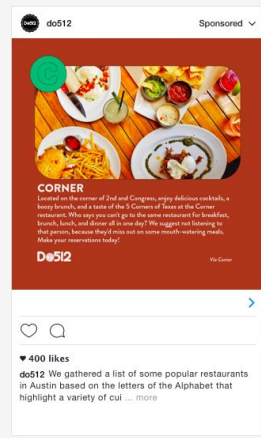 do512
Sponsored
CORNER
Located on the corner of 2nd and Congress, enjoy delicious cocktails, a
boozy brunch, and a taste of the 5 Corners of Texas at the Corner
restaurant. Who says you can't go to the same restaurant for breakfast,
brunch, lunch, and dinner all in one day? We suggest not listening to
that person, because they'd miss out on some mouth-watering meals.
Make your reservations today!
Do512
Via Corner
400 likes
do512 We gathered a list of some popular restaurants
in Austin based on the letters of the Alphabet that
highlight a variety of cui ... more